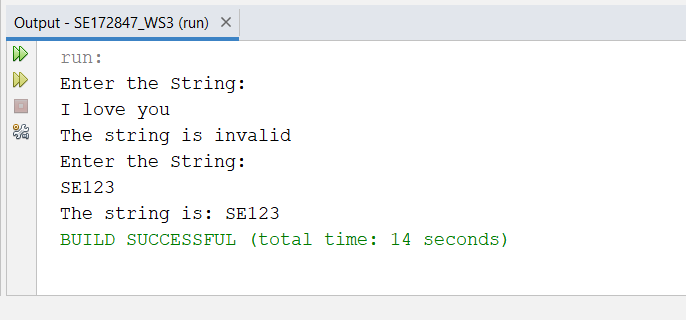 Output - SE172847_WS3 (run) ×
run:
Enter the String:
I love you
The string is invalid
Enter the String:
SE123
The string is: SE123
BUILD SUCCESSFUL (total time: 14 seconds)